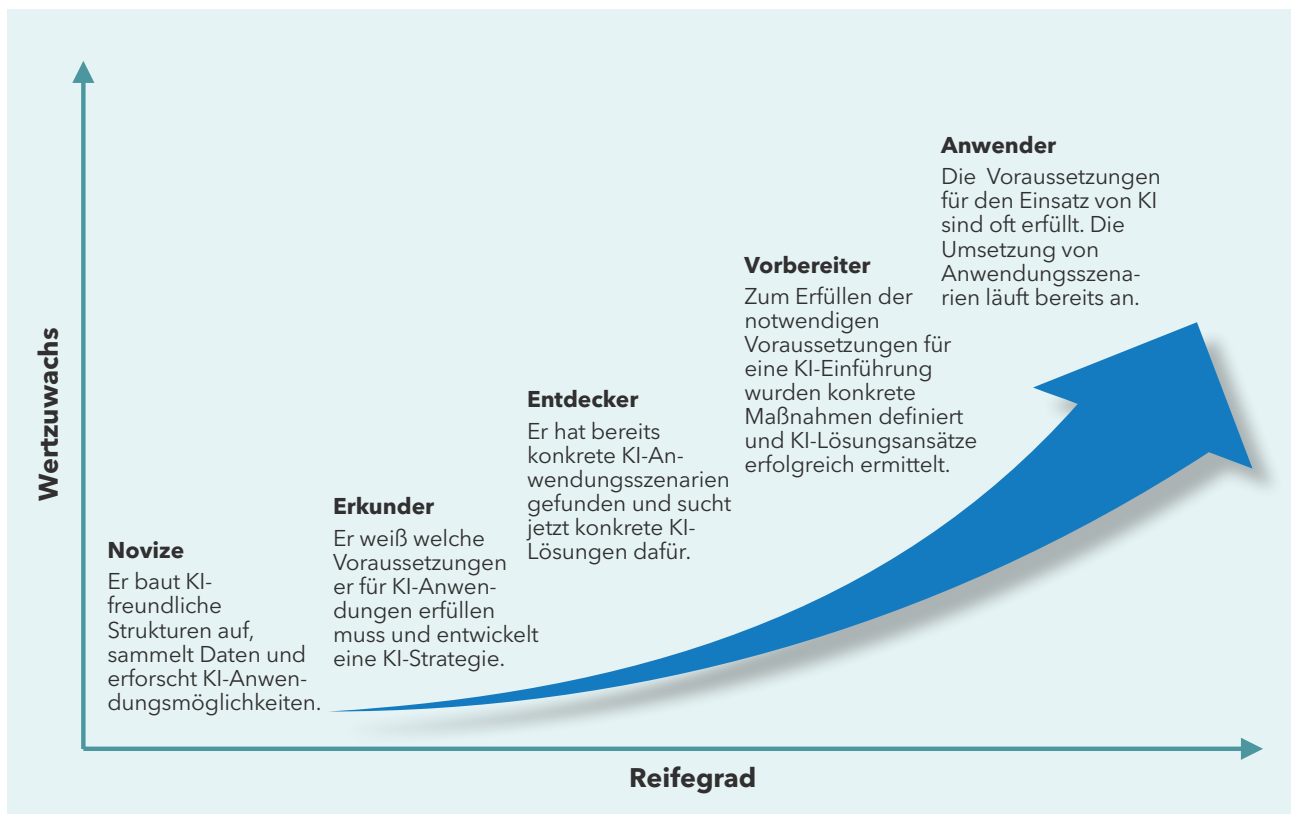 Wertzuwachs
Novize
Er baut KI-
freundliche
Strukturen auf,
sammelt Daten und
erforscht KI-Anwen-
dungsmöglichkeiten.
Erkunder
Er weiß welche
Voraussetzungen
er für KI-Anwen-
dungen erfüllen
muss und entwickelt
eine KI-Strategie.
Entdecker
Er hat bereits
konkrete KI-An-
wendungsszenarien
gefunden und sucht
jetzt konkrete KI-
Lösungen dafür.
Vorbereiter
Zum Erfüllen der
notwendigen
Voraussetzungen für
eine KI-Einführung
wurden konkrete
Maßnahmen definiert
und KI-Lösungsansätze
erfolgreich ermittelt.
Anwender
Die Voraussetzungen
für den Einsatz von KI
sind oft erfüllt. Die
Umsetzung von
Anwendungsszena-
rien läuft bereits an.
Reifegrad